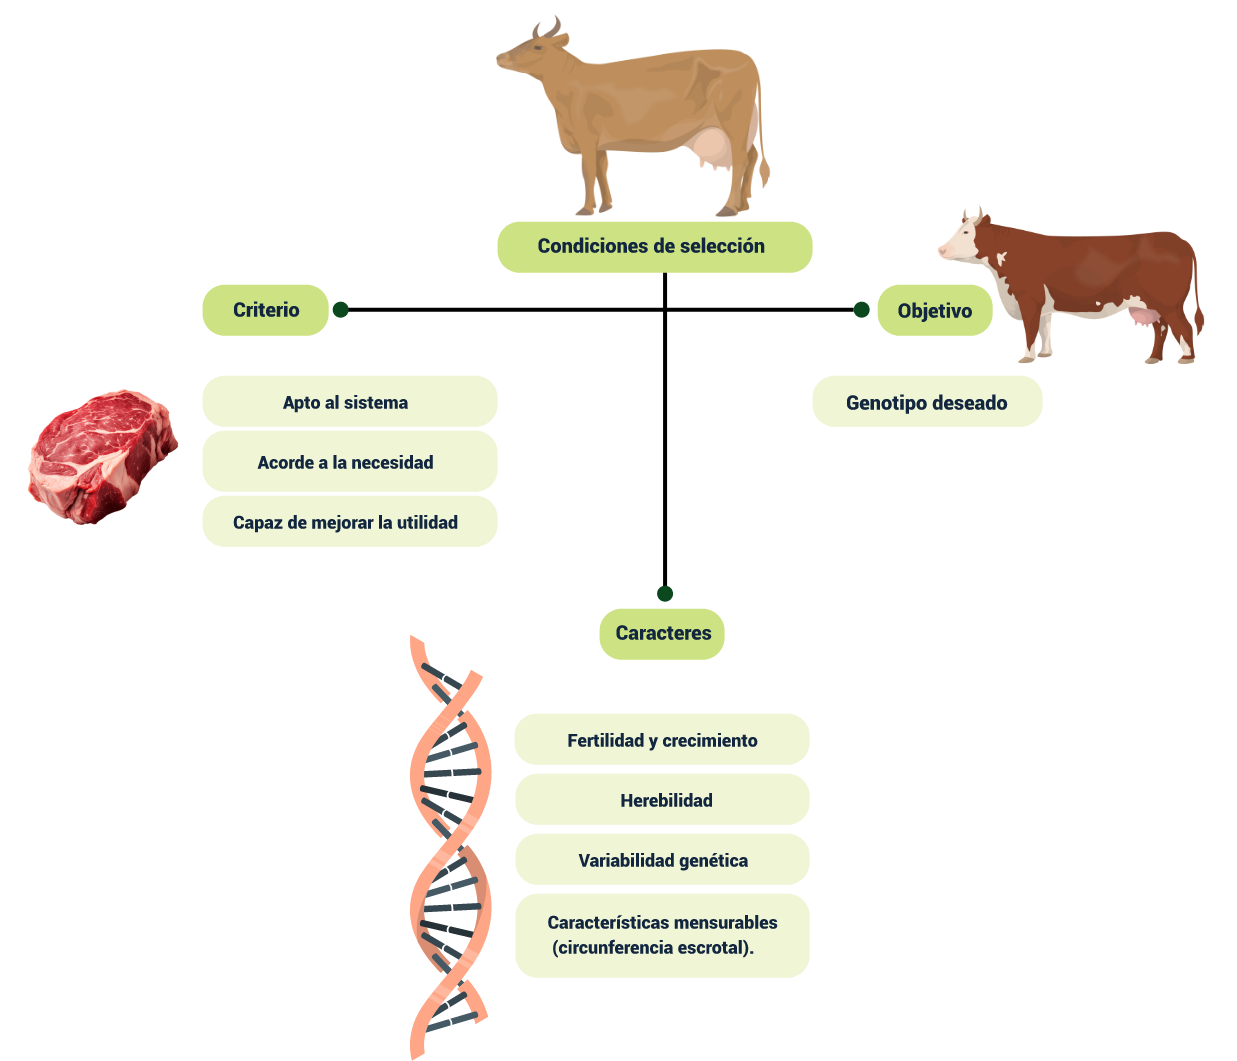 Condiciones de selección
Criterio
Objetivo
Apto al sistema
Acorde a la necesidad
Capaz de mejorar la utilidad
Genotipo deseado
Caracteres
Fertilidad y crecimiento
Herebilidad
Variabilidad genética
Características mensurables
(circunferencia escrotal).